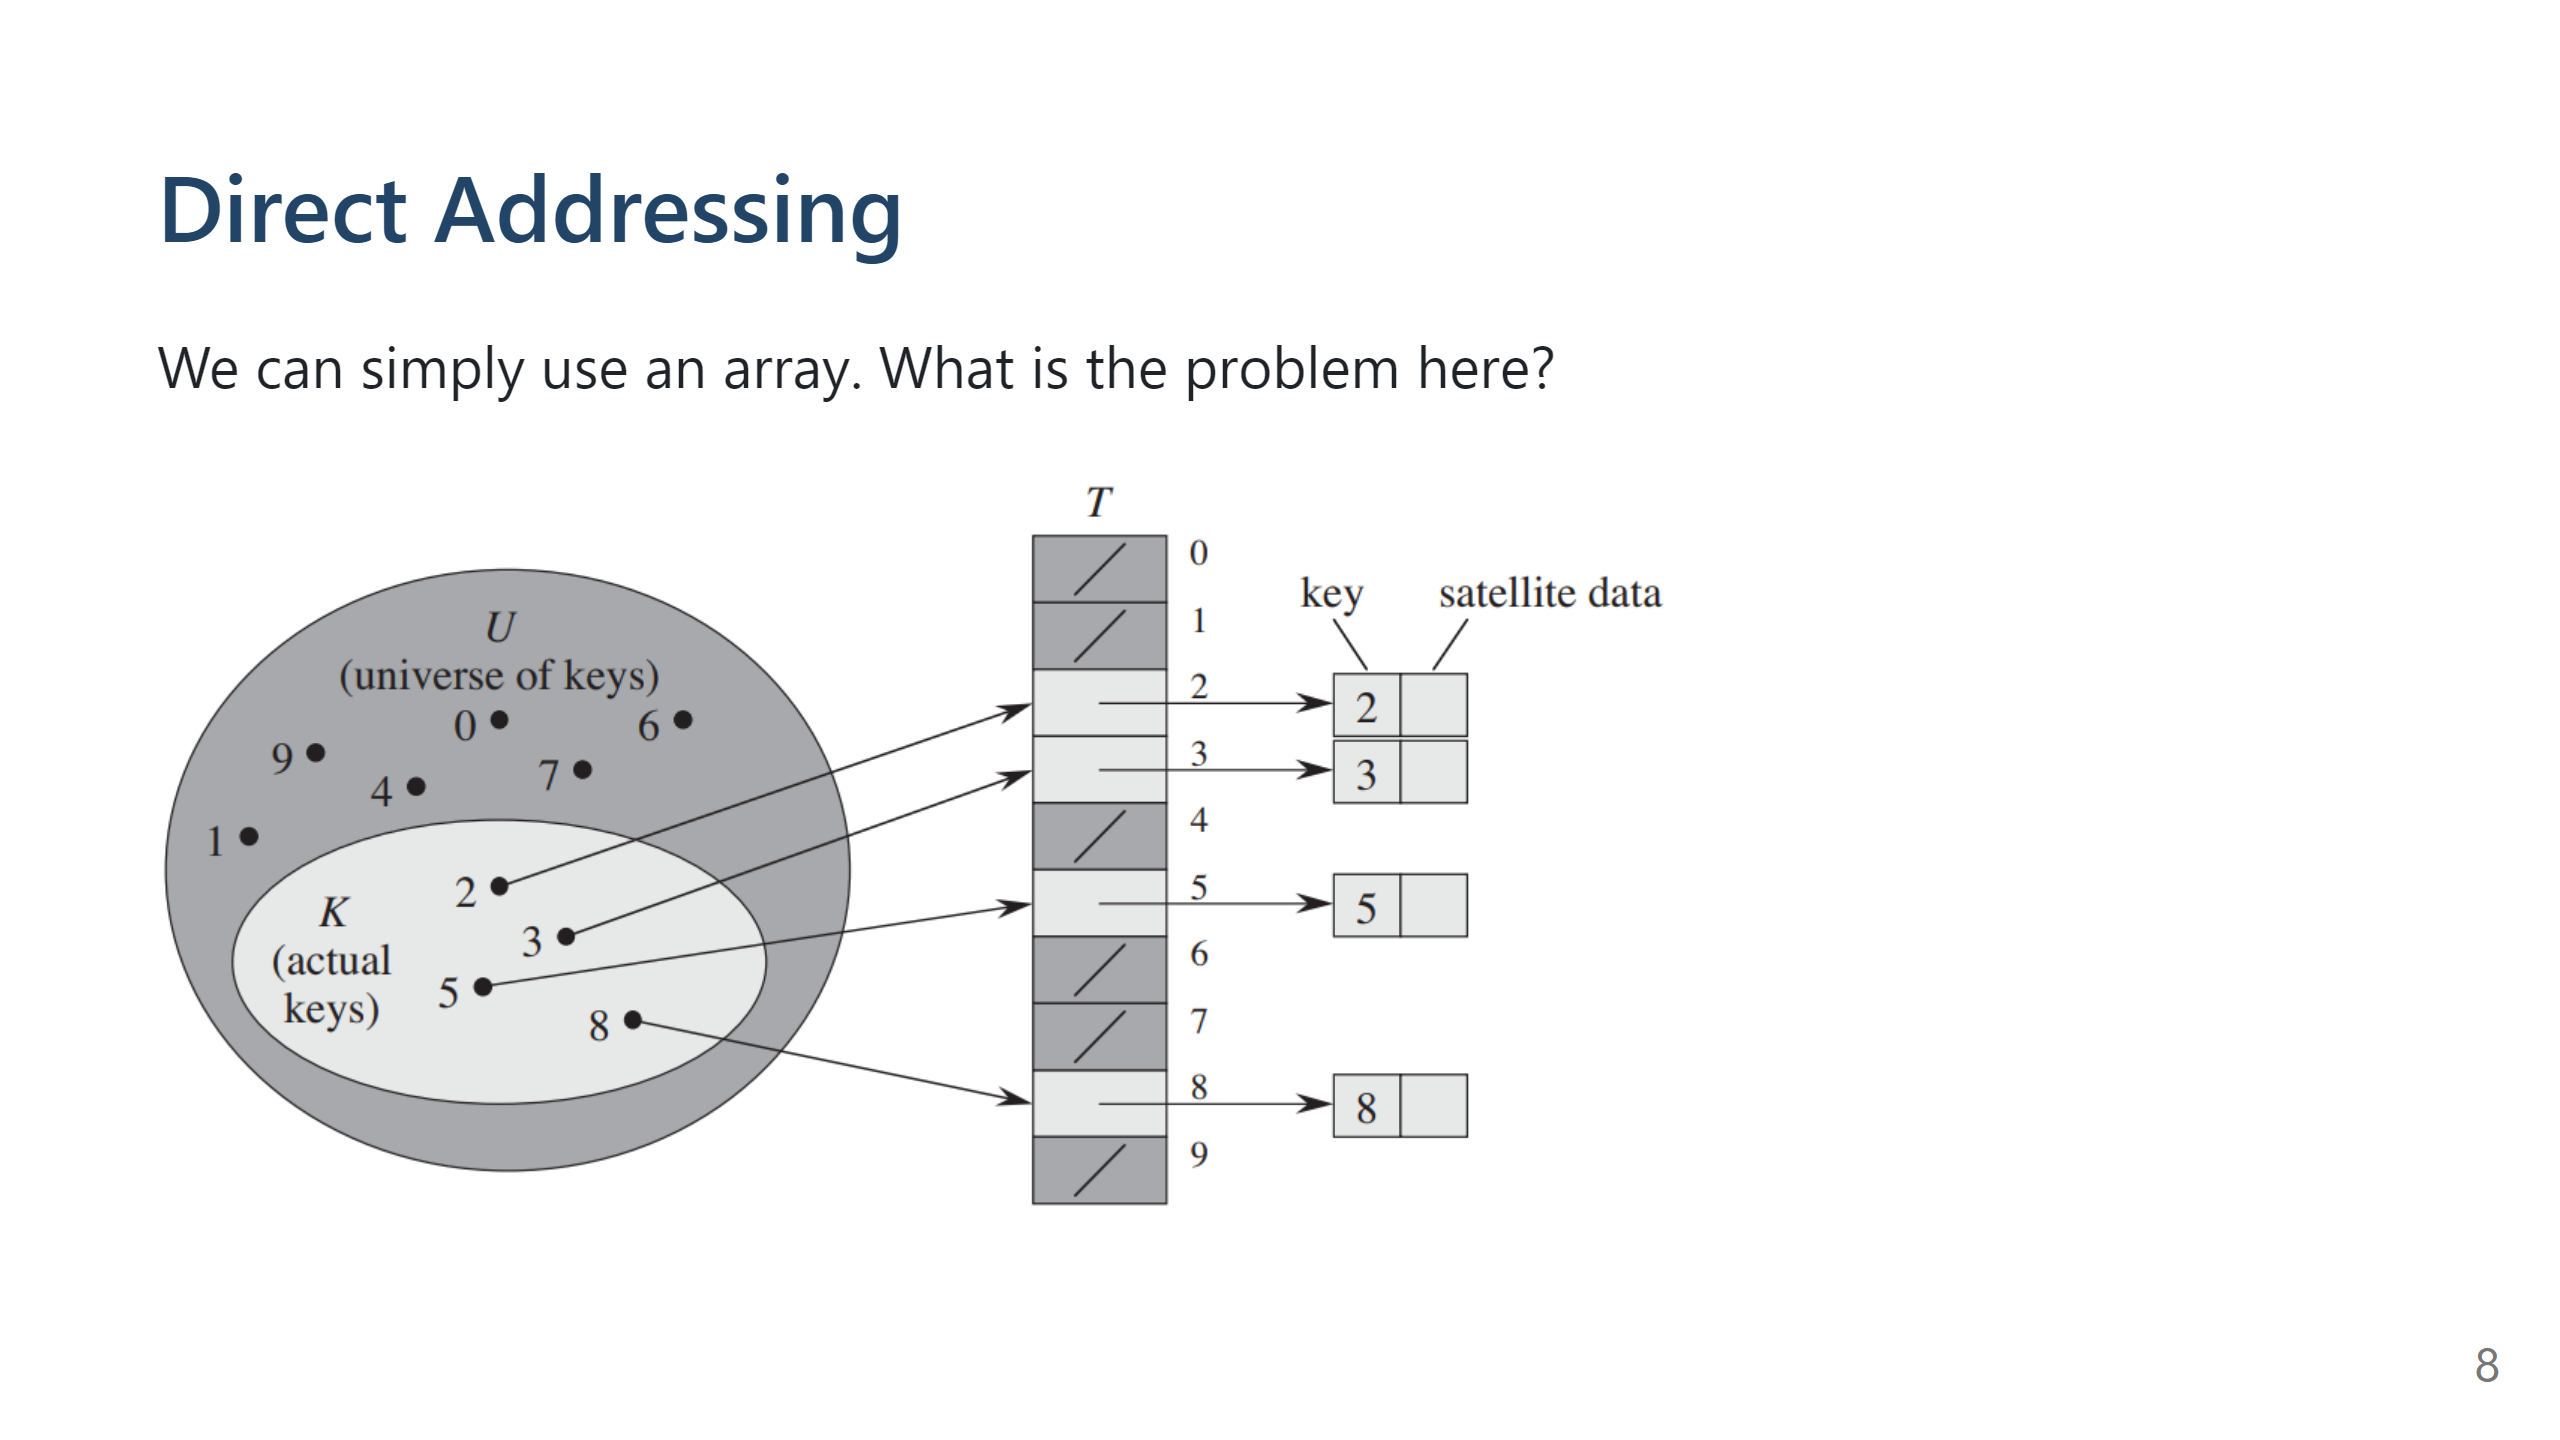 Direct Addressing
We can simply use an array. What is the problem here?
T
U
(universe of keys)
0
6
9
7
4
1
K
(actual
keys)
2
3
5
8
0
1
2
3
4
5
6
7
8
9
key satellite data
2
3
5
8
8